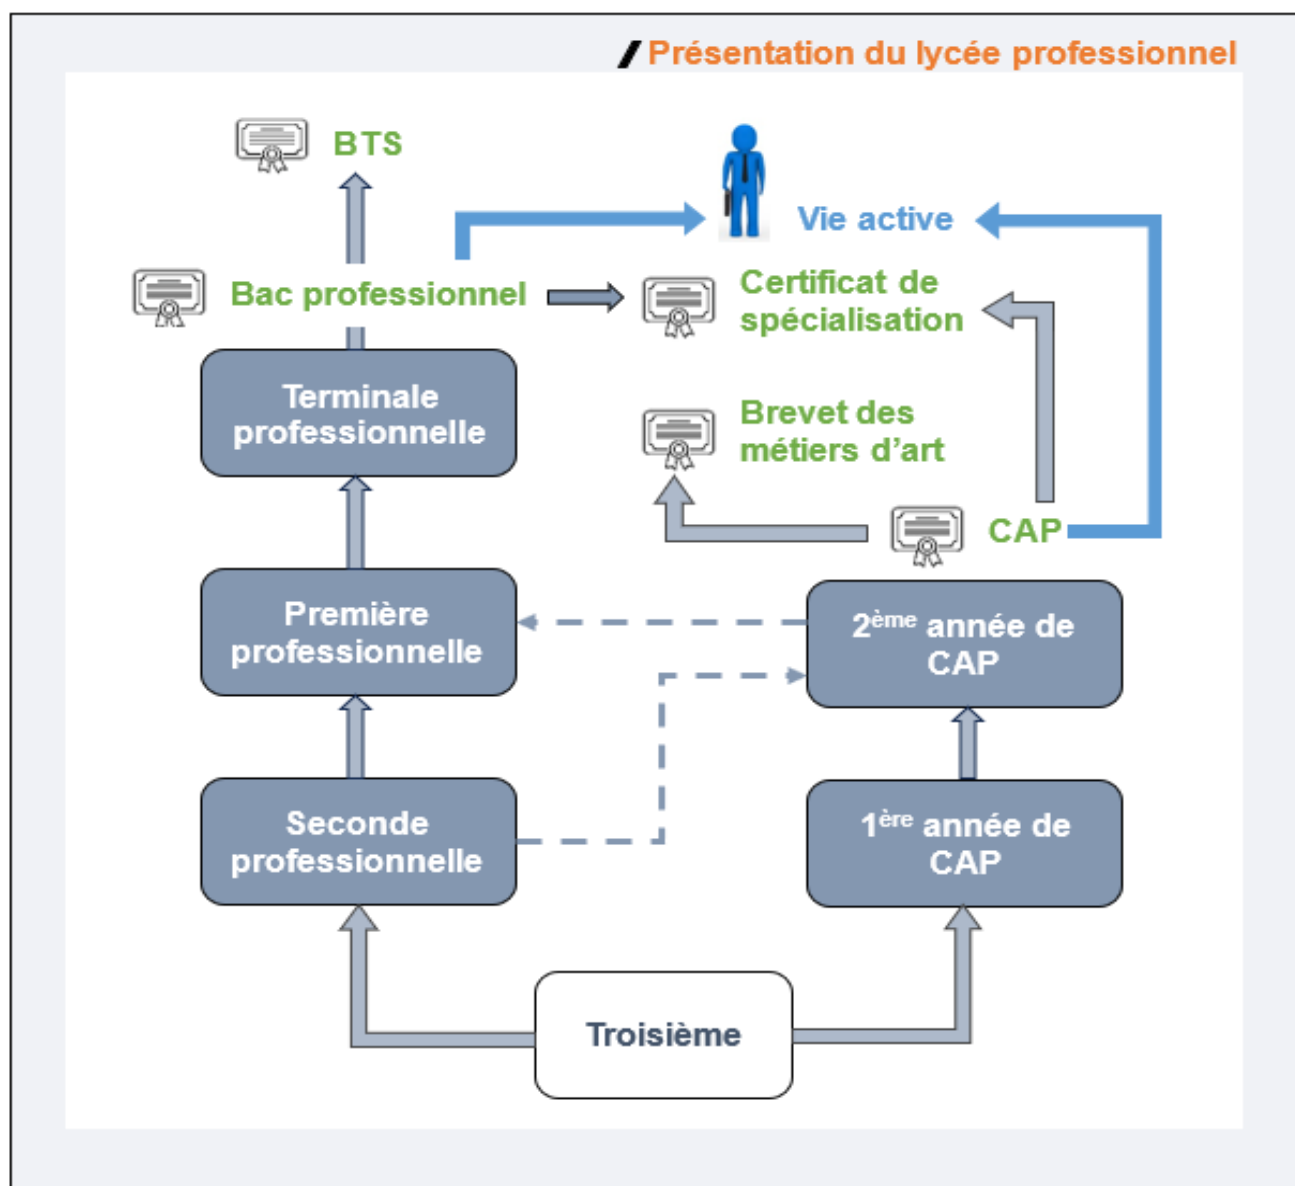 Présentation du lycée professionnel
BTS
Vie active
Bac professionnel
Certificat de
spécialisation
Terminale
professionnelle
Brevet des
métiers d'art
CAP
Première
professionnelle
2ème année de
CAP
Seconde
professionnelle
1ère année de
CAP
Troisième